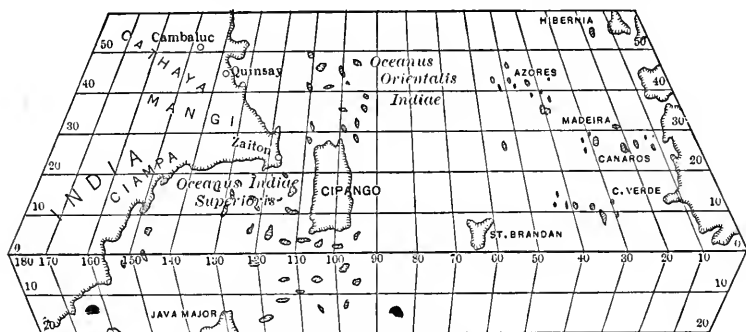 HIBERNIA
50
Cambaluc
50
CATHAYA
Oceanus
Orientalis
Indiae
Quinsay
AZORES
40
40
MANGI
MADEIRA
30
30
Zaiton
CANAROS
20
20
INDIA
CIAMPA
Oceanus Indiae
Superioris
CIPANGO
C. VERDE
10
10
ST. BRANDAN
0
0
180 170 160 150 140 130 120 110 100 90 80 70 60 50 40 30 20 10
10
10
20
JAVA MAJOR
20